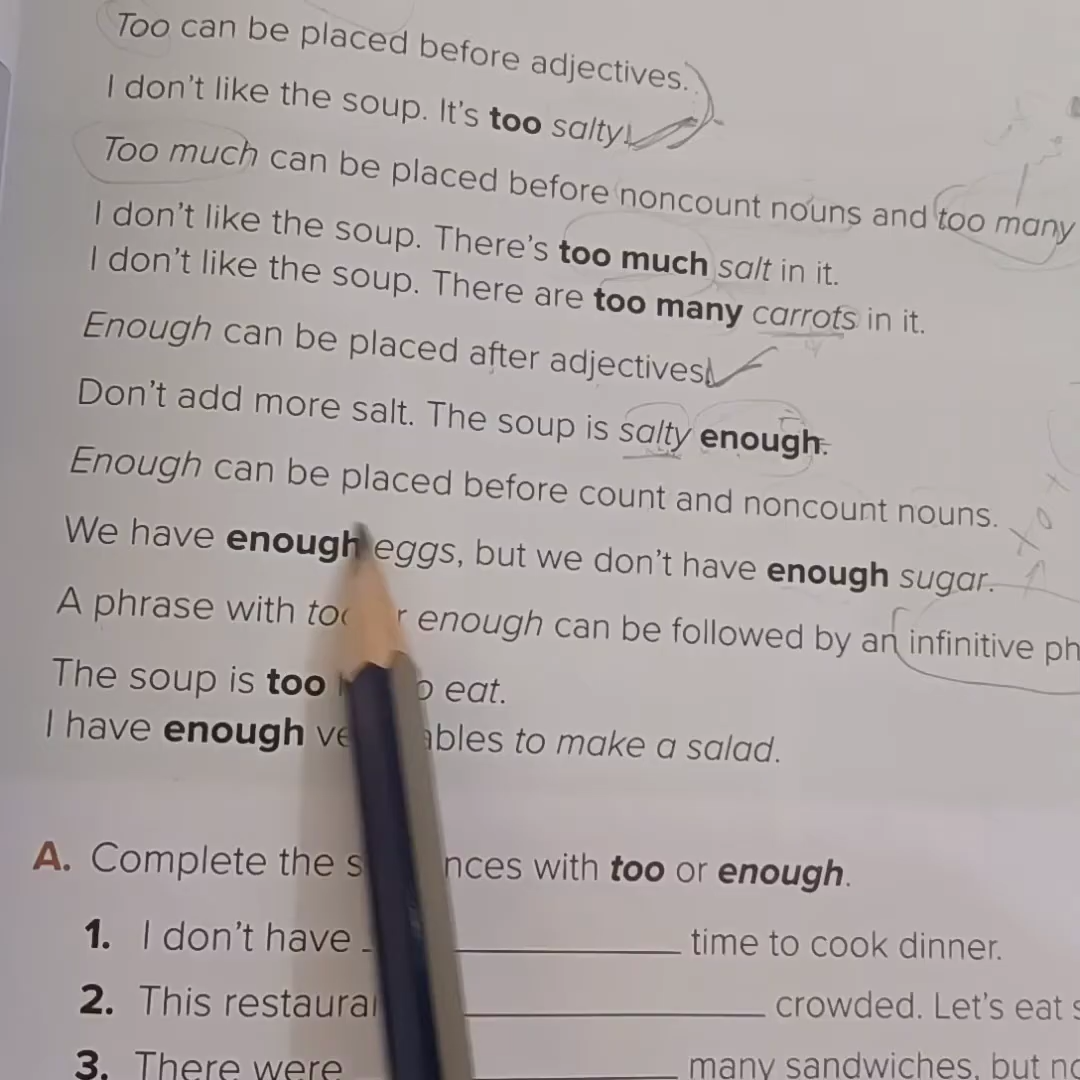 Too can be placed before adjectives.
I don't like the soup. It's too salty.
Too much can be placed before noncount nouns and too many
I don't like the soup. There's too much salt in it.
I don't like the soup. There are too many carrots in it.
Enough can be placed after adjectives.
Don't add more salt. The soup is salty enough.
Enough can be placed before count and noncount nouns.
We have enough eggs, but we don't have enough sugar.
A phrase with enough can be followed by an infinitive
The soup is too eat.
I have enough to make a salad.
A. Complete the with too or enough.
1. I don't have ____ time to cook dinner.
2. This ____ crowded. Let's eat
3. There were ____ many sandwiches, but